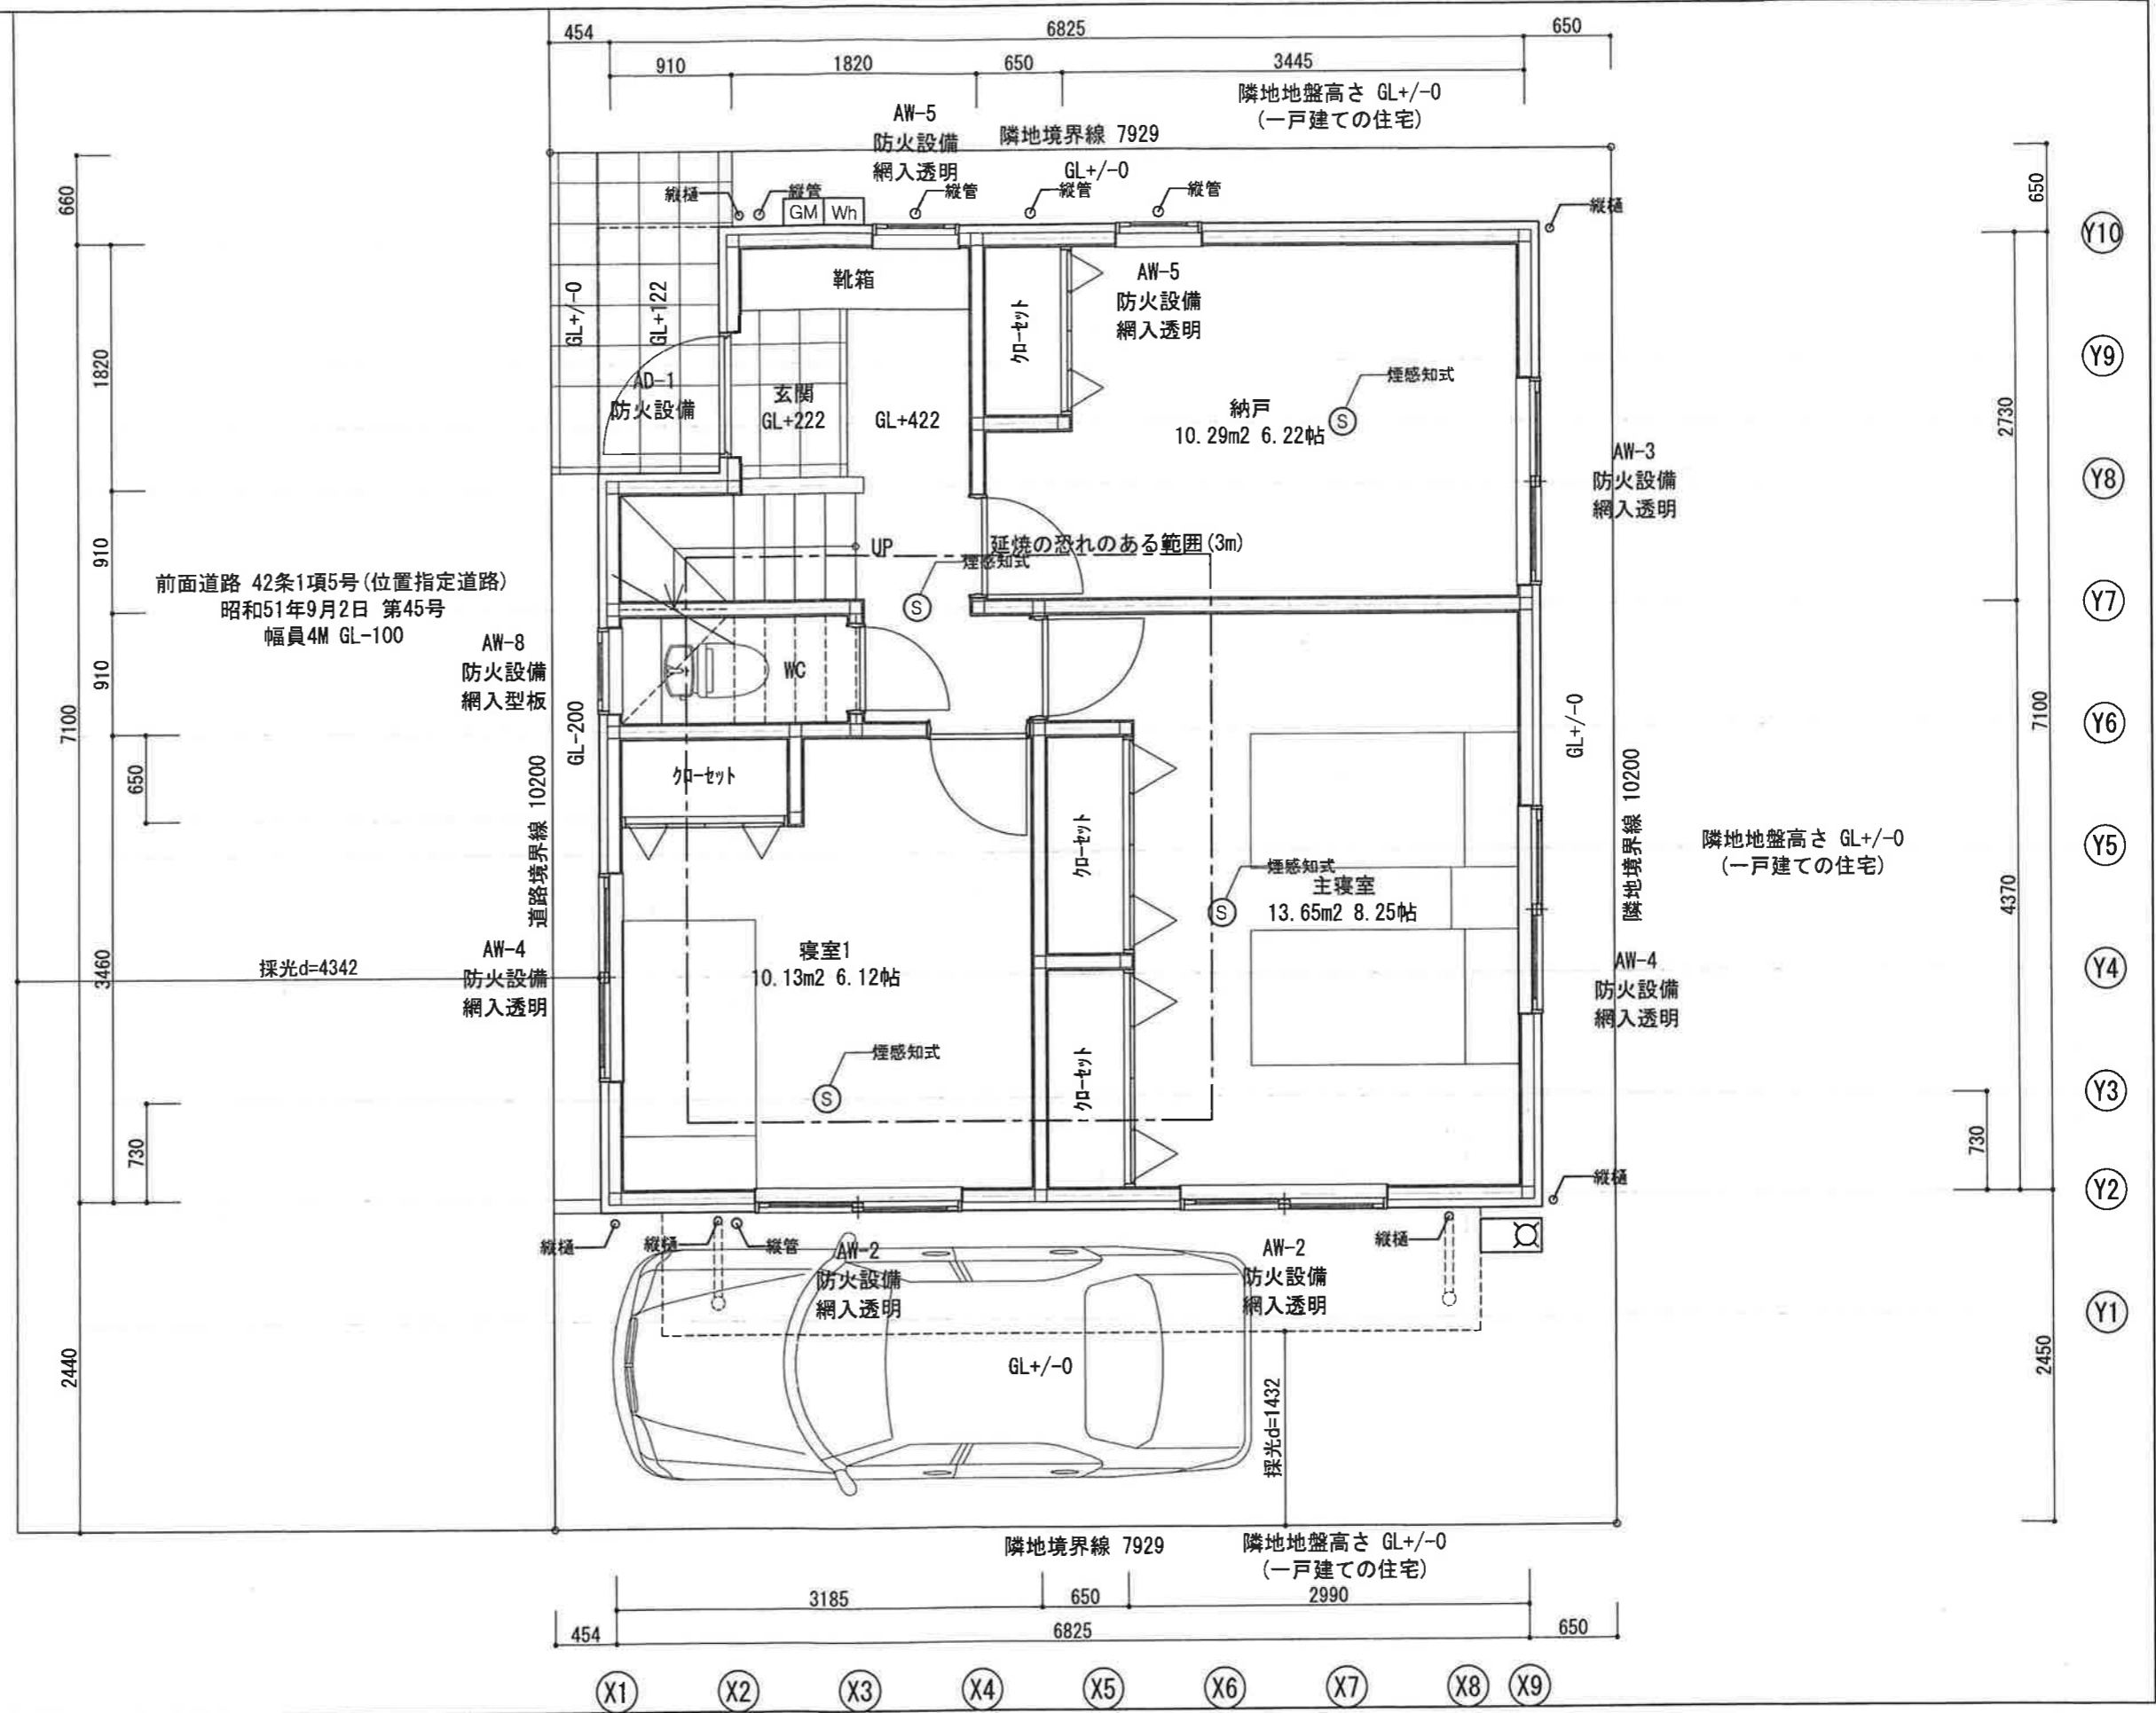 454
6825
650
910
1820
650
3445
隣地地盤高さ GL+/-0
(一戸建ての住宅)
AW-5
防火設備
網入透明
隣地境界線 7929
GL+/-0
縦樋
縦管
縦管
縦管
縦管
縦樋
GM
Wh
660
650
Y10
靴箱
クローゼット
AW-5
防火設備
網入透明
GL+/-0
GL+122
1820
Y9
AD-1
防火設備
玄関
GL+222
GL+422
煙感知式
納戸
10.29m2 6.22帖
S
2730
AW-3
防火設備
網入透明
Y8
910
UP
延焼の恐れのある範囲(3m)
煙感知式
S
前面道路 42条1項5号(位置指定道路)
昭和51年9月2日 第45号
幅員4M GL-100
Y7
AW-8
防火設備
網入型板
WC
910
7100
GL-200
GL+/-0
7100
Y6
650
クローゼット
道路境界線 10200
クローゼット
煙感知式
主寝室
13.65m2 8.25帖
S
隣地境界線 10200
隣地地盤高さ GL+/-0
(一戸建ての住宅)
4370
Y5
3460
採光d=4342
AW-4
防火設備
網入透明
寝室1
10.13m2 6.12帖
AW-4
防火設備
網入透明
Y4
煙感知式
S
クローゼット
Y3
730
730
縦樋
Y2
縦樋
縦樋
縦管
AW-2
防火設備
網入透明
AW-2
防火設備
網入透明
縦樋
Y1
2440
GL+/-0
採光d=1432
2450
隣地境界線 7929
隣地地盤高さ GL+/-0
(一戸建ての住宅)
3185
650
2990
454
6825
650
X1
X2
X3
X4
X5
X6
X7
X8
X9